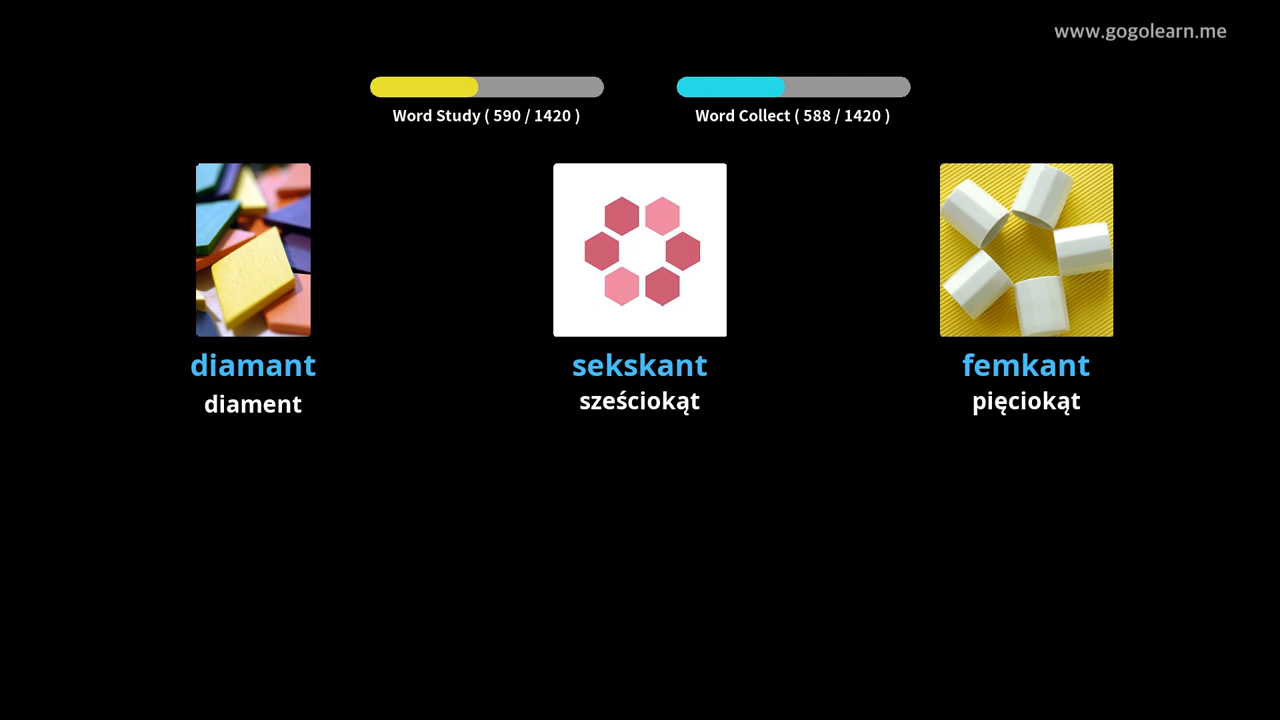 www.gogolearn.me
Word Study ( 590 / 1420 )
Word Collect ( 588 / 1420 )
diamant
diament
sekskant
sześciokąt
femkant
pięciokąt